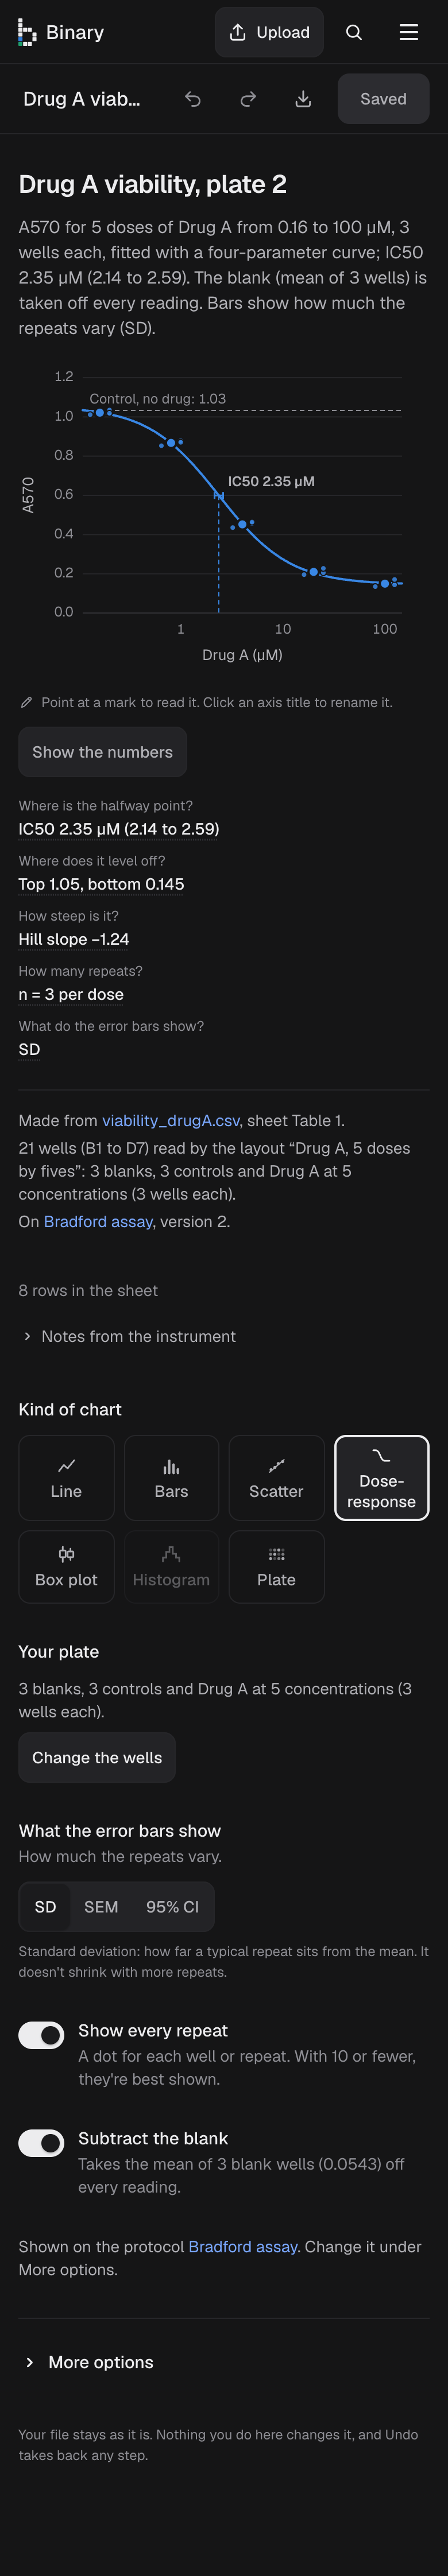 Binary
Upload
Drug A viab...
Saved
Drug A viability, plate 2
A570 for 5 doses of Drug A from 0.16 to 100 µM, 3
wells each, fitted with a four-parameter curve; IC50
2.35 µM (2.14 to 2.59). The blank (mean of 3 wells) is
taken off every reading. Bars show how much the
repeats vary (SD).
1.2
Control, no drug: 1.03
1.0
0.8
IC50 2.35 µM
0.6
A570
0.4
0.2
0.0
1
10
100
Drug A (µM)
Point at a mark to read it. Click an axis title to rename it.
Show the numbers
Where is the halfway point?
IC50 2.35 µM (2.14 to 2.59)
Where does it level off?
Top 1.05, bottom 0.145
How steep is it?
Hill slope −1.24
How many repeats?
n = 3 per dose
What do the error bars show?
SD
Made from viability_drugA.csv, sheet Table 1.
21 wells (B1 to D7) read by the layout “Drug A, 5 doses
by fives”: 3 blanks, 3 controls and Drug A at 5
concentrations (3 wells each).
On Bradford assay, version 2.
8 rows in the sheet
Notes from the instrument
Kind of chart
Line
Bars
Scatter
Dose-
response
Box plot
Histogram
Plate
Your plate
3 blanks, 3 controls and Drug A at 5 concentrations (3
wells each).
Change the wells
What the error bars show
How much the repeats vary.
SD
SEM
95% CI
Standard deviation: how far a typical repeat sits from the mean. It
doesn't shrink with more repeats.
Show every repeat
A dot for each well or repeat. With 10 or fewer,
they're best shown.
Subtract the blank
Takes the mean of 3 blank wells (0.0543) off
every reading.
Shown on the protocol Bradford assay. Change it under
More options.
More options
Your file stays as it is. Nothing you do here changes it, and Undo
takes back any step.